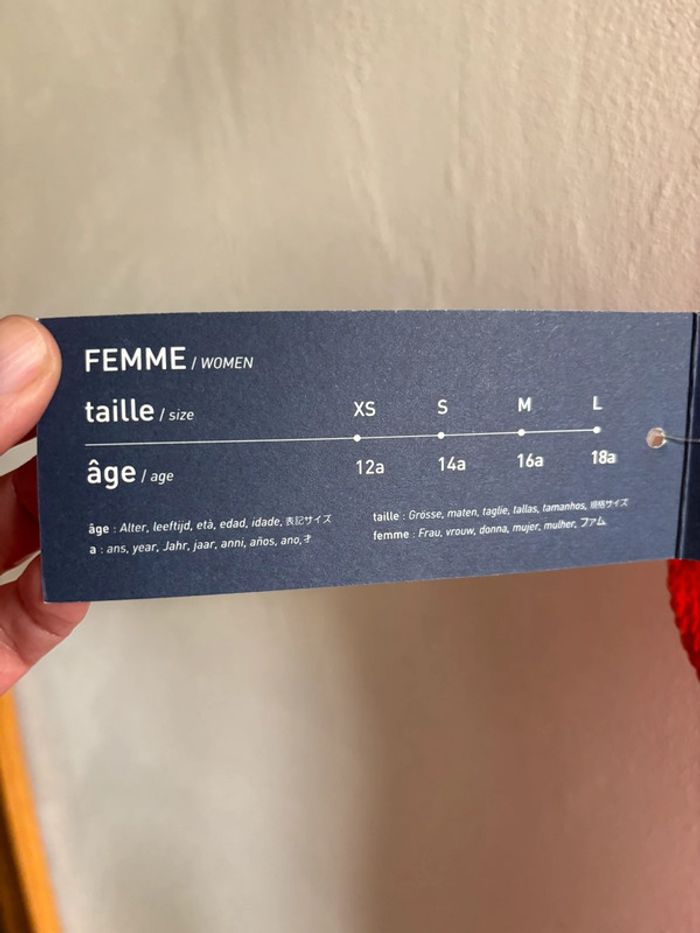 FEMME / WOMEN
taille / size XS S M L
âge / age 12a 14a 16a 18a
âge : Alter, leeftijd, età, edad, idade, 表記サイズ
a : ans, year, Jahr, jaar, anni, años, ano,才
taille : Grösse, maten, taglie, tallas, tamanhos, 規格サイズ
femme : Frau, vrouw, donna, mujer, mulher, ファム